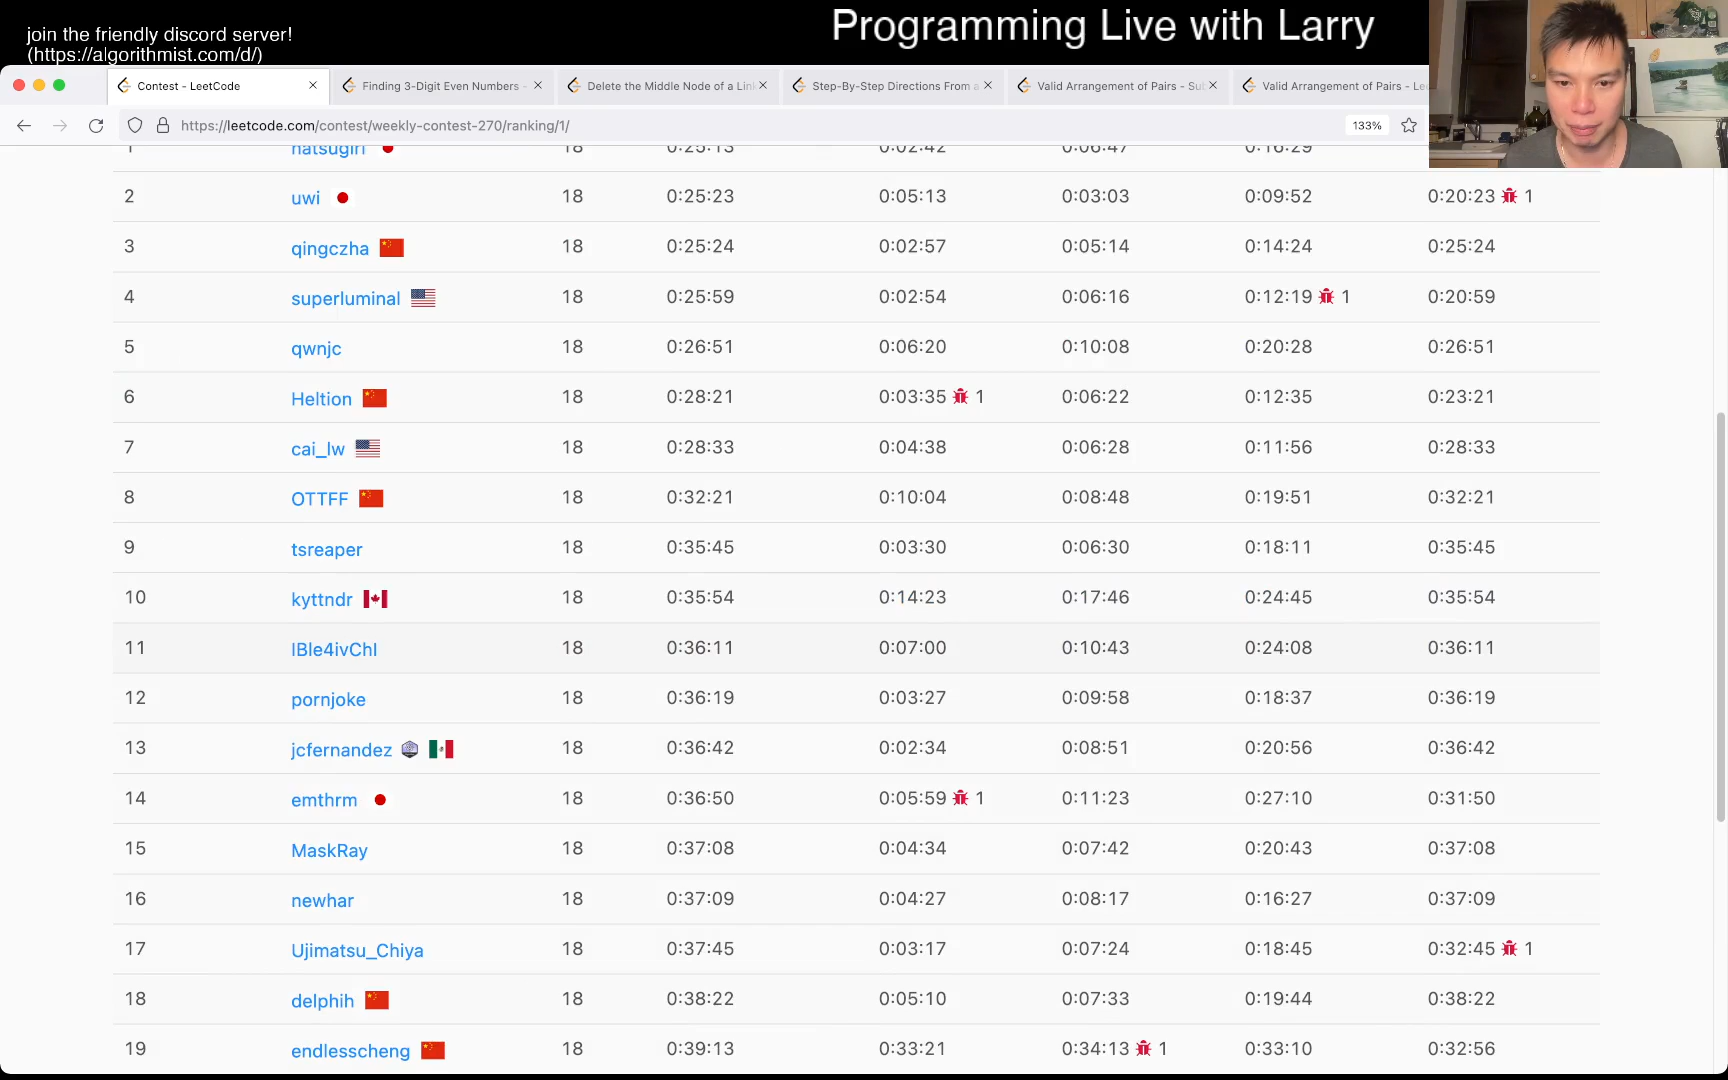 join the friendly discord server!
(https://algorithmist.com/d/)
Programming Live with Larry
Contest - LeetCode
Finding 3-Digit Even Numbers -
Delete the Middle Node of a Lin
Step-By-Step Directions From a
Valid Arrangement of Pairs - Su
Valid Arrangement of Pairs - Le
https://leetcode.com/contest/weekly-contest-270/ranking/1/
133%
1 natsugiri 18 0:25:13 0:02:42 0:06:47 0:16:29
2 uwi 18 0:25:23 0:05:13 0:03:03 0:09:52 0:20:23 1
3 qingczha 18 0:25:24 0:02:57 0:05:14 0:14:24 0:25:24
4 superluminal 18 0:25:59 0:02:54 0:06:16 0:12:19 1 0:20:59
5 qwnjc 18 0:26:51 0:06:20 0:10:08 0:20:28 0:26:51
6 Heltion 18 0:28:21 0:03:35 1 0:06:22 0:12:35 0:23:21
7 cai_lw 18 0:28:33 0:04:38 0:06:28 0:11:56 0:28:33
8 OTTFF 18 0:32:21 0:10:04 0:08:48 0:19:51 0:32:21
9 tsreaper 18 0:35:45 0:03:30 0:06:30 0:18:11 0:35:45
10 kyttndr 18 0:35:54 0:14:23 0:17:46 0:24:45 0:35:54
11 IBle4ivChI 18 0:36:11 0:07:00 0:10:43 0:24:08 0:36:11
12 pornjoke 18 0:36:19 0:03:27 0:09:58 0:18:37 0:36:19
13 jcfernandez 18 0:36:42 0:02:34 0:08:51 0:20:56 0:36:42
14 emthrm 18 0:36:50 0:05:59 1 0:11:23 0:27:10 0:31:50
15 MaskRay 18 0:37:08 0:04:34 0:07:42 0:20:43 0:37:08
16 newhar 18 0:37:09 0:04:27 0:08:17 0:16:27 0:37:09
17 Ujimatsu_Chiya 18 0:37:45 0:03:17 0:07:24 0:18:45 0:32:45 1
18 delphih 18 0:38:22 0:05:10 0:07:33 0:19:44 0:38:22
19 endlesscheng 18 0:39:13 0:33:21 0:34:13 1 0:33:10 0:32:56